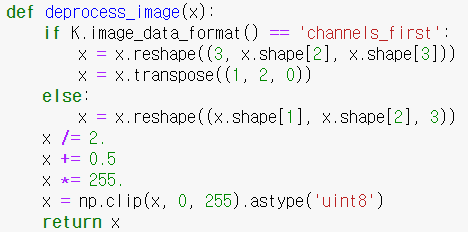 def deprocess_image(x):
    if K.image_data_format() == 'channels_first':
        x = x.reshape((3, x.shape[2], x.shape[3]))
        x = x.transpose((1, 2, 0))
    else:
        x = x.reshape((x.shape[1], x.shape[2], 3))
    x /= 2.
    x += 0.5
    x *= 255.
    x = np.clip(x, 0, 255).astype('uint8')
    return x